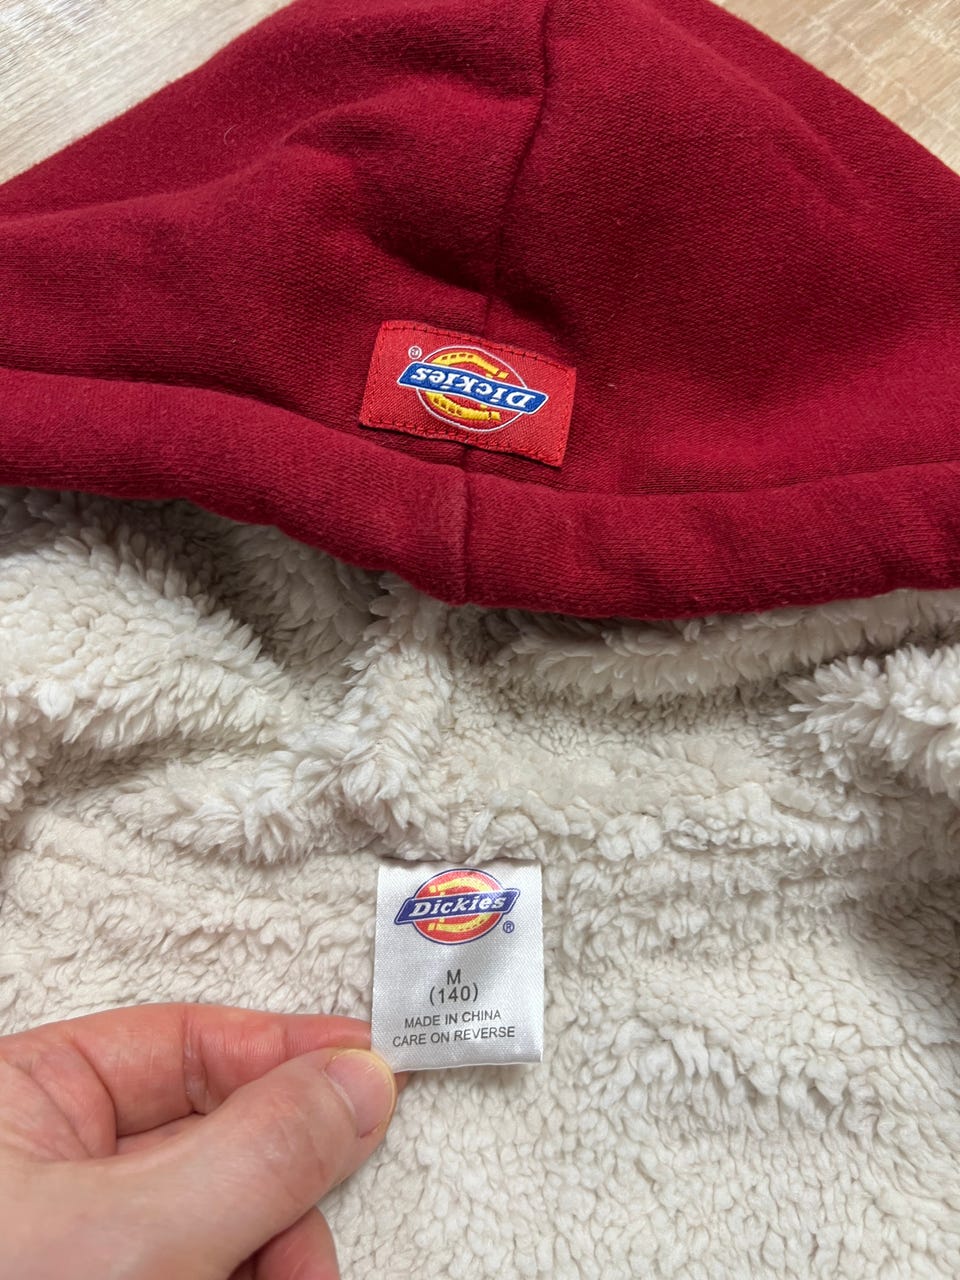 Dickies
®
Dickies
®
M
(140)
MADE IN CHINA
CARE ON REVERSE